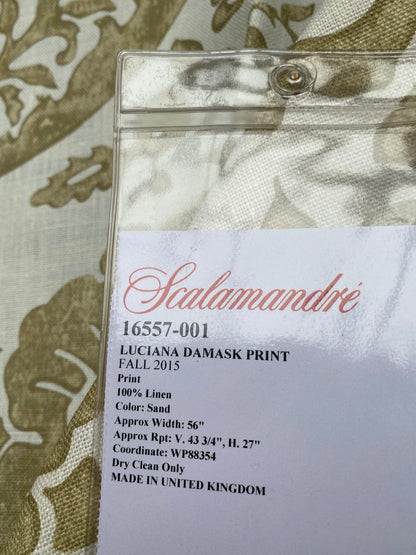 Scalamandré
16557-001
LUCIANA DAMASK PRINT
FALL 2015
Print
100% Linen
Color: Sand
Approx Width: 56"
Approx Rpt: V. 43 3/4", H. 27"
Coordinate: WP88354
Dry Clean Only
MADE IN UNITED KINGDOM